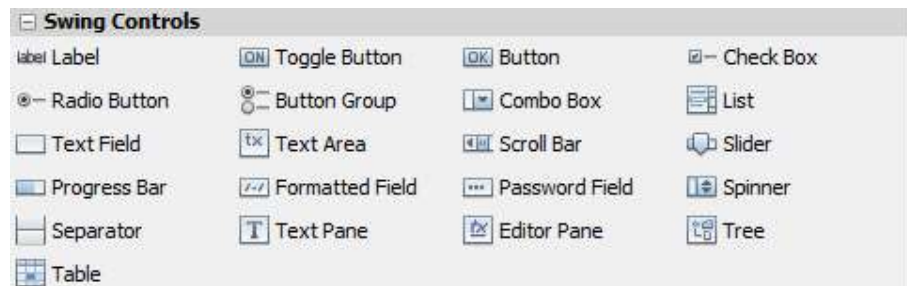 Swing Controls
label Label ON Toggle Button OK Button Check Box
Radio Button Button Group Combo Box List
Text Field tx Text Area Scroll Bar Slider
Progress Bar Formatted Field Password Field Spinner
Separator T Text Pane Editor Pane Tree
Table